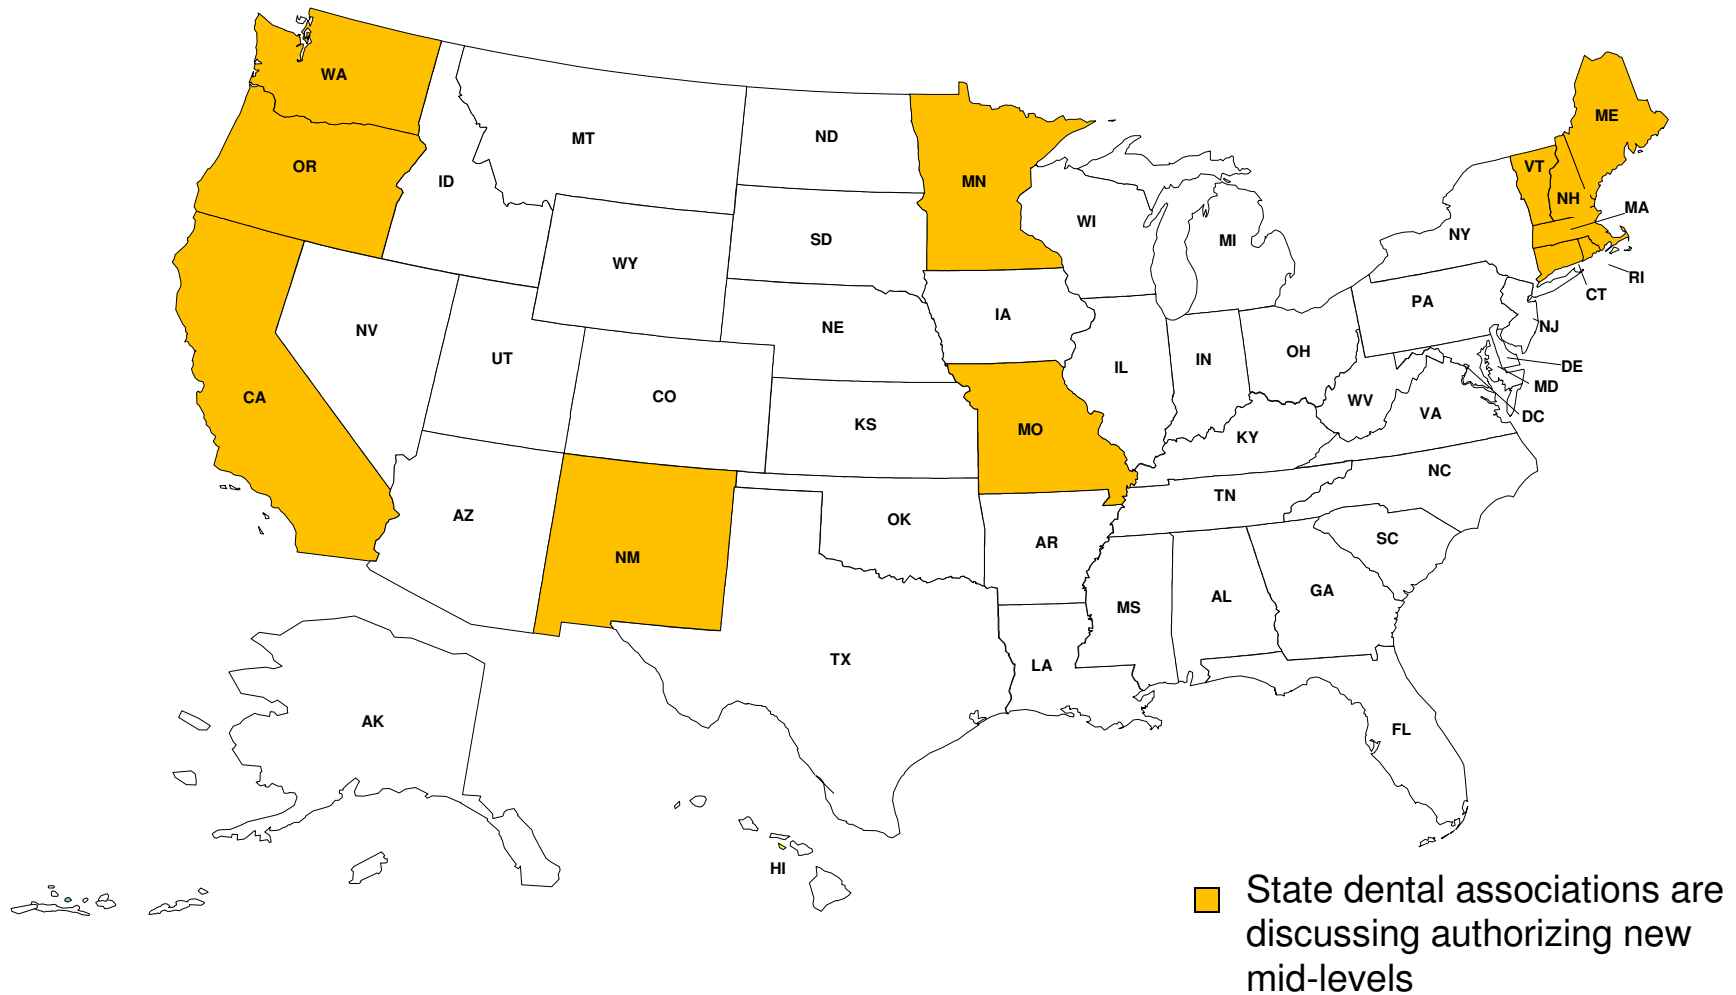 WA
ME
MT
ND
VT
OR
ID
MN
NH
MA
WI
NY
SD
MI
WY
RI
CT
PA
IA
NJ
NE
NV
OH
UT
IN
DE
IL
MD
CO
CA
WV
VA
DC
KS
MO
KY
NC
TN
AZ
OK
SC
AR
NM
GA
AL
MS
TX
LA
AK
FL
HI
State dental associations are
discussing authorizing new
mid-levels